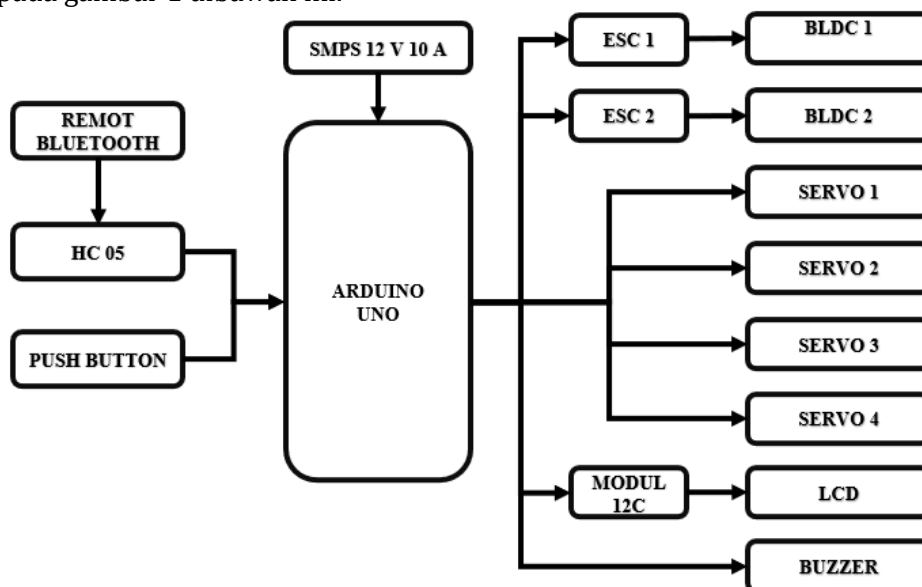 pada gambar 1 dibawah ini.
SMPS 12 V 10 A
REMOT
BLUETOOTH
HC 05
PUSH BUTTON
ARDUINO
UNO
ESC 1
BLDC 1
ESC 2
BLDC 2
SERVO 1
SERVO 2
SERVO 3
SERVO 4
MODUL
12C
LCD
BUZZER